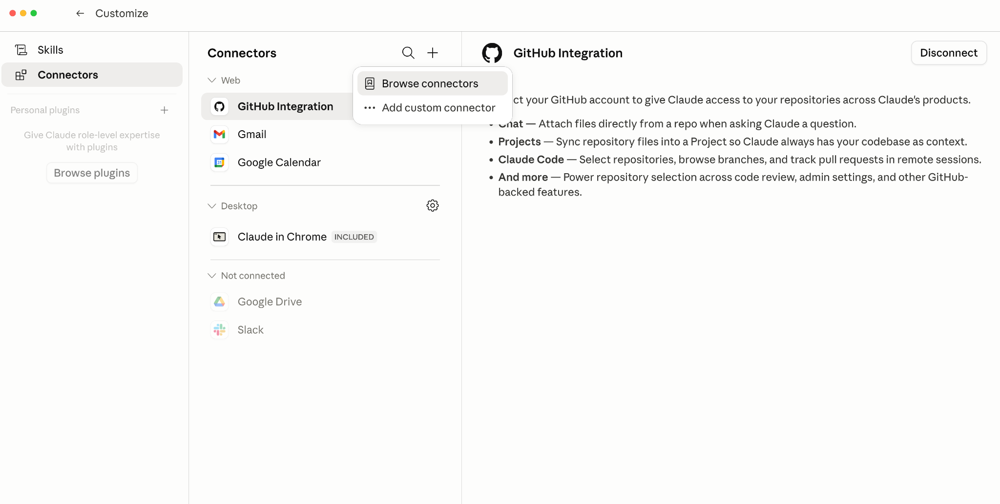 Customize
Skills
Connectors
Personal plugins
Give Claude role-level expertise
with plugins
Browse plugins
Connectors
Web
GitHub Integration
Gmail
31
Google Calendar
Desktop
Claude in Chrome INCLUDED
Not connected
Google Drive
Slack
Browse connectors
Add custom connector
GitHub Integration
Disconnect
your GitHub account to give Claude access to your repositories across Claude's products.
Chat — Attach files directly from a repo when asking Claude a question.
Projects — Sync repository files into a Project so Claude always has your codebase as context.
Claude Code — Select repositories, browse branches, and track pull requests in remote sessions.
And more — Power repository selection across code review, admin settings, and other GitHub-
backed features.